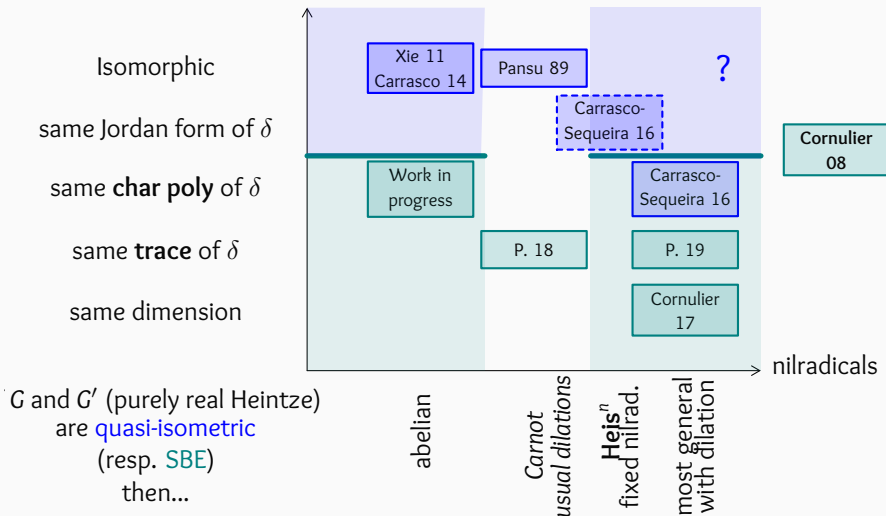 Isomorphic
Xie 11
Carrasco 14
Pansu 89
?
same Jordan form of δ
Carrasco-
Sequeira 16
Cornulier
08
same char poly of δ
Work in
progress
Carrasco-
Sequeira 16
same trace of δ
P. 18
P. 19
same dimension
Cornulier
17
nilradicals
G and G′ (purely real Heintze)
are quasi-isometric
(resp. SBE)
then...
abelian
Carnot
usual dilations
Heisⁿ
fixed nilrad.
most general
with dilation